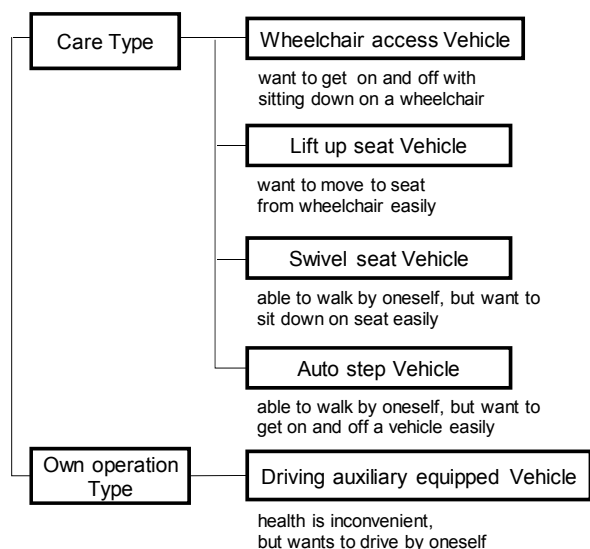 Care Type
Wheelchair access Vehicle
want to get on and off with
sitting down on a wheelchair
Lift up seat Vehicle
want to move to seat
from wheelchair easily
Swivel seat Vehicle
able to walk by oneself, but want to
sit down on seat easily
Auto step Vehicle
able to walk by oneself, but want to
get on and off a vehicle easily
Own operation
Type
Driving auxiliary equipped Vehicle
health is inconvenient,
but wants to drive by oneself